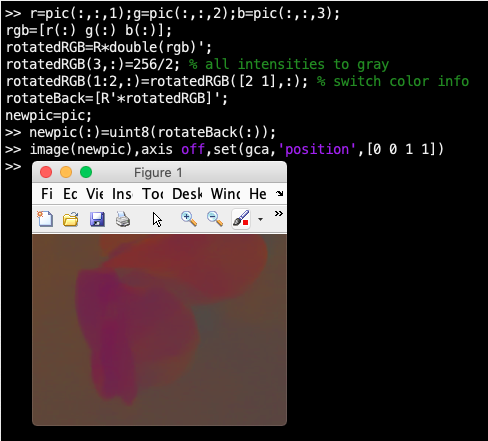 >> r=pic(:,:,1);g=pic(:,:,2);b=pic(:,:,3);
rgb=[r(:) g(:) b(:)];
rotatedRGB=R*double(rgb)';
rotatedRGB(3,:)=256/2; % all intensities to gray
rotatedRGB(1:2,:)=rotatedRGB([2 1],:); % switch color info
rotateBack=[R'*rotatedRGB]';
newpic=pic;
>> newpic(:)=uint8(rotateBack(:));
>> image(newpic),axis off,set(gca,'position',[0 0 1 1])
>>
Figure 1
Fi Ec Vie Ins Toc Desk Winc He